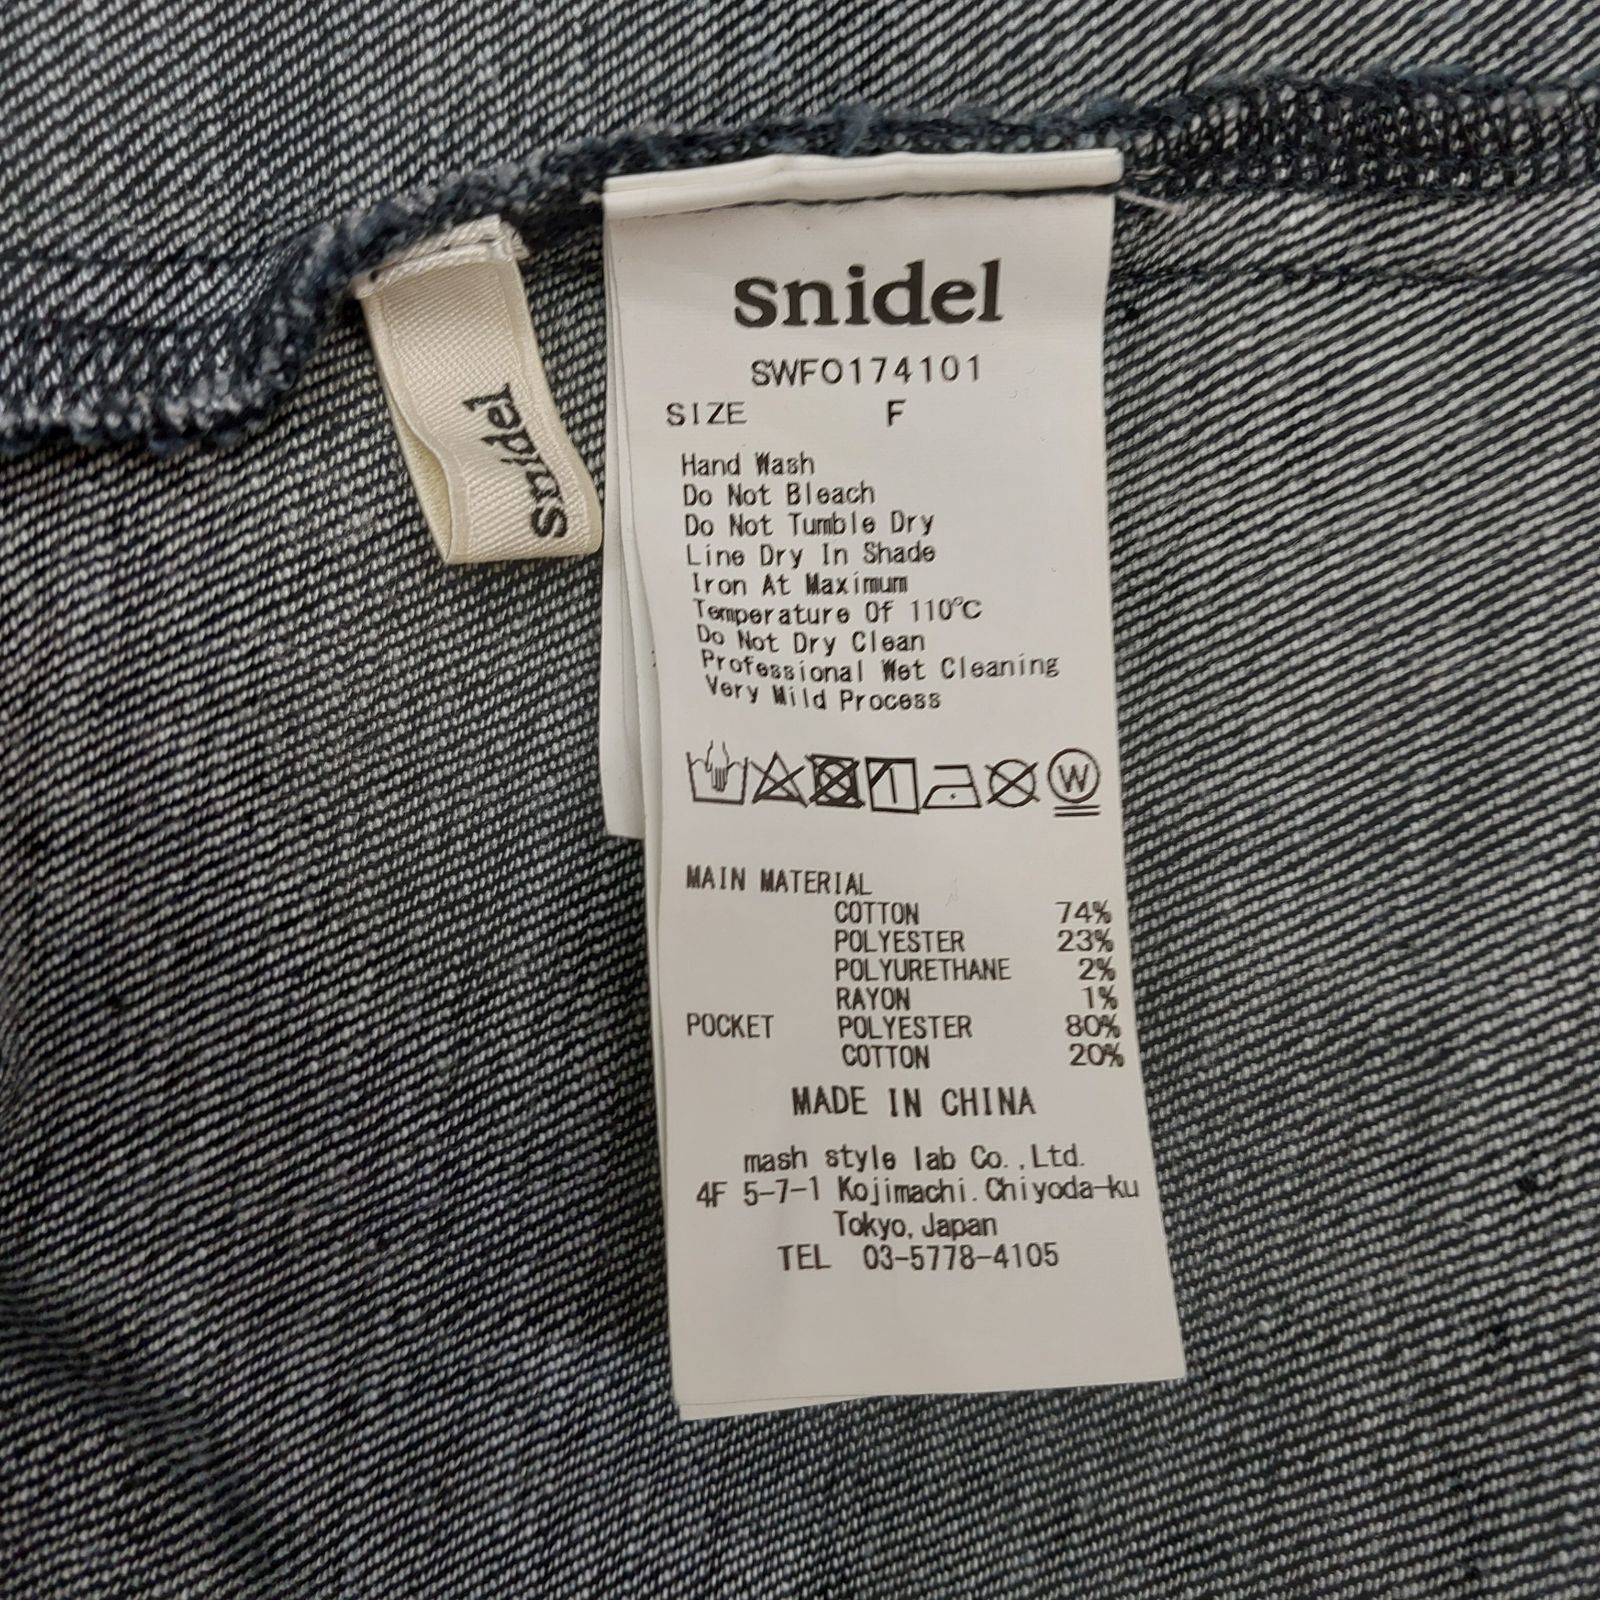 snidel
snidel
SWFO174101
SIZE F
Hand Wash
Do Not Bleach
Do Not Tumble Dry
Line Dry In Shade
Iron At Maximum
Temperature Of 110℃
Do Not Dry Clean
Professional Wet Cleaning
Very Mild Process
W
MAIN MATERIAL
COTTON 74%
POLYESTER 23%
POLYURETHANE 2%
RAYON 1%
POCKET POLYESTER 80%
COTTON 20%
MADE IN CHINA
mash style lab Co.,Ltd.
4F 5-7-1 Kojimachi.Chiyoda-ku
Tokyo,Japan
TEL 03-5778-4105